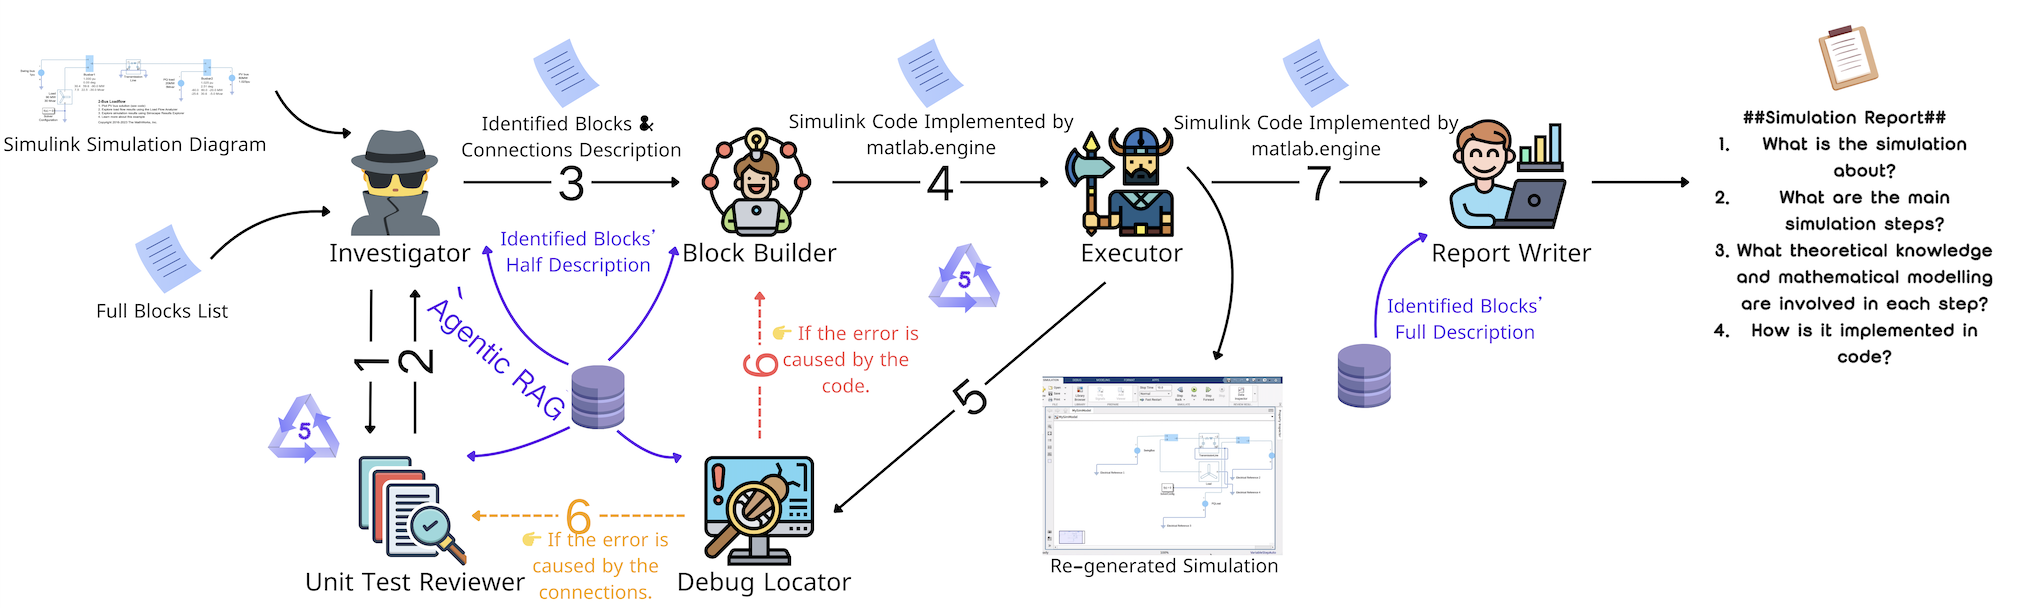 Simulink Simulation Diagram
Full Blocks List
Investigator
1
2
5
Unit Test Reviewer
Identified Blocks &
Connections Description
3
Identified Blocks'
Half Description
Agentic RAG
6
👉 If the error is
caused by the
connections.
Debug Locator
Block Builder
6
👉 If the error is
caused by the
code.
Simulink Code Implemented by
matlab.engine
4
5
Executor
5
Re-generated Simulation
Simulink Code Implemented by
matlab.engine
7
Report Writer
Identified Blocks'
Full Description
##Simulation Report##
1. What is the simulation
about?
2. What are the main
simulation steps?
3. What theoretical knowledge
and mathematical modelling
are involved in each step?
4. How is it implemented in
code?